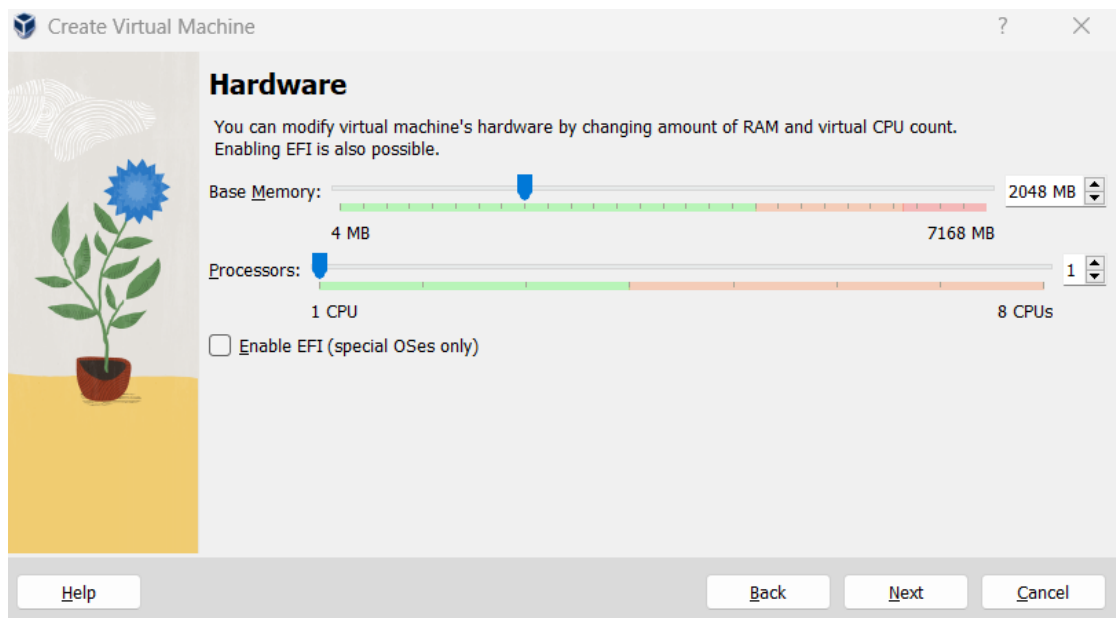 Create Virtual Machine ?
Hardware
You can modify virtual machine's hardware by changing amount of RAM and virtual CPU count.
Enabling EFI is also possible.
Base Memory: 2048 MB
4 MB 7168 MB
Processors: 1
1 CPU 8 CPUs
Enable EFI (special OSes only)
Help Back Next Cancel